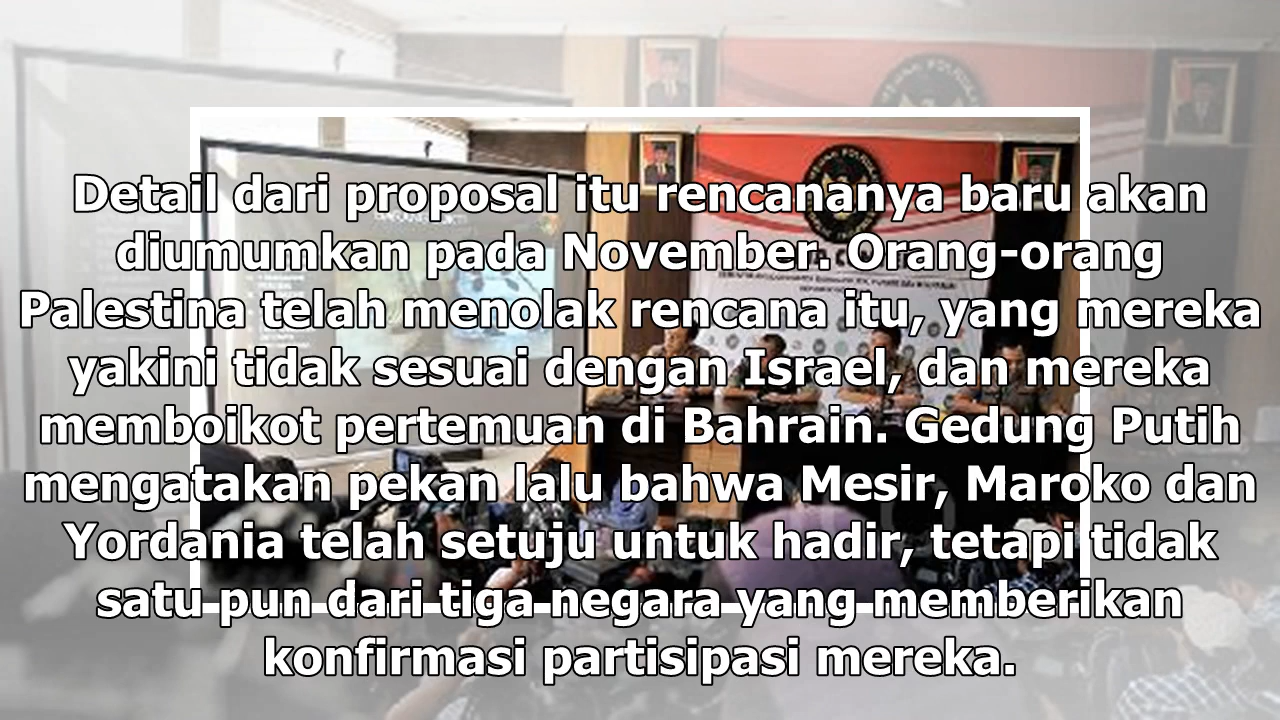 Detail dari proposal itu rencananya baru akan
diumumkan pada November. Orang-orang
Palestina telah menolak rencana itu, yang mereka
yakini tidak sesuai dengan Israel, dan mereka
memboikot pertemuan di Bahrain. Gedung Putih
mengatakan pekan lalu bahwa Mesir, Maroko dan
Yordania telah setuju untuk hadir, tetapi tidak
satu pun dari tiga negara yang memberikan
konfirmasi partisipasi mereka.